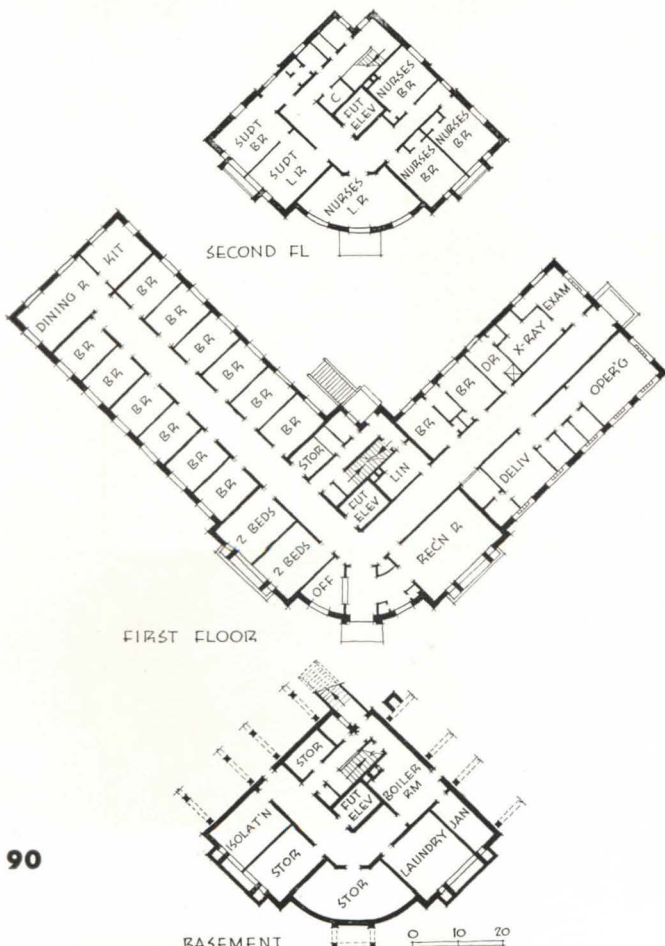 SUPT
BR
SUPT
L R
C
FUT
ELEV
NURSES
BR
NURSES
BR
NURSES
BR
NURSES
L R
SECOND FL
DINING R
KIT
BR
BR
BR
BR
BR
BR
BR
BR
BR
BR
BR
BR
2 BEDS
2 BEDS
OFF
STOR
FUT
ELEV
LIN
BR
BR
DR
X-RAY
EXAM
OPER'G
DELIV
REC'N R
FIRST FLOOR
STOR
ISOLAT'N
STOR
STOR
FUT
ELEV
BOILER
RM
LAUNDRY
JAN
90
BASEMENT
0 10 20